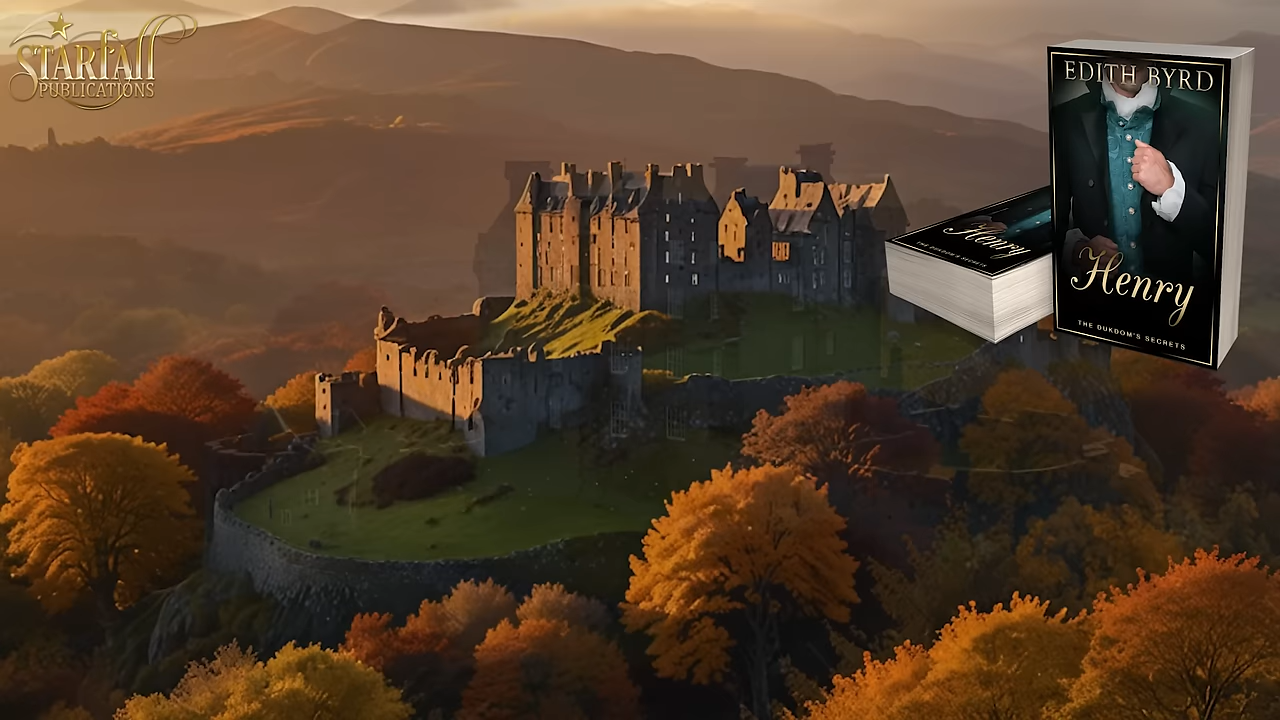 STARfall
PUBLICATIONS
EDITH BYRD
Henry
THE DUKDOM'S SECRETS
Henry
THE DUKDOM'S SECRETS